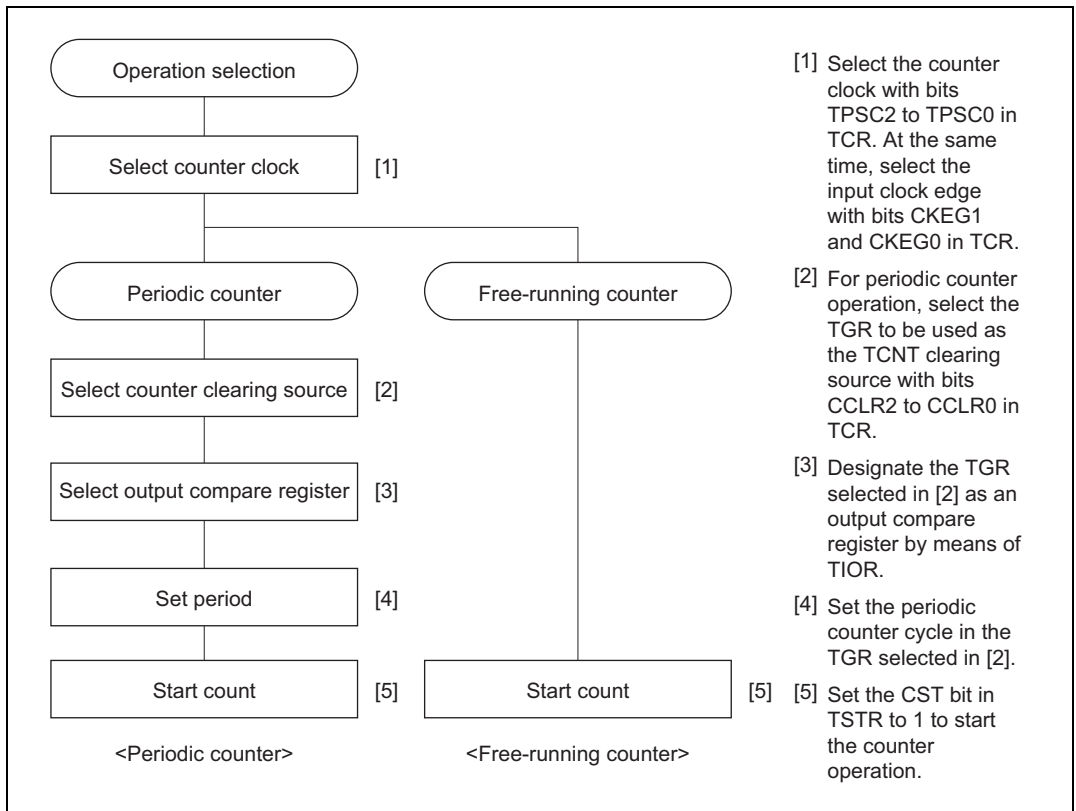 Operation selection
Select counter clock
[1]
Periodic counter
Free-running counter
Select counter clearing source
[2]
Select output compare register
[3]
Set period
[4]
Start count
[5]
Start count
[5]
<Periodic counter>
<Free-running counter>
[1] Select the counter
clock with bits
TPSC2 to TPSC0 in
TCR. At the same
time, select the
input clock edge
with bits CKEG1
and CKEG0 in TCR.
[2] For periodic counter
operation, select the
TGR to be used as
the TCNT clearing
source with bits
CCLR2 to CCLR0 in
TCR.
[3] Designate the TGR
selected in [2] as an
output compare
register by means of
TIOR.
[4] Set the periodic
counter cycle in the
TGR selected in [2].
[5] Set the CST bit in
TSTR to 1 to start
the counter
operation.